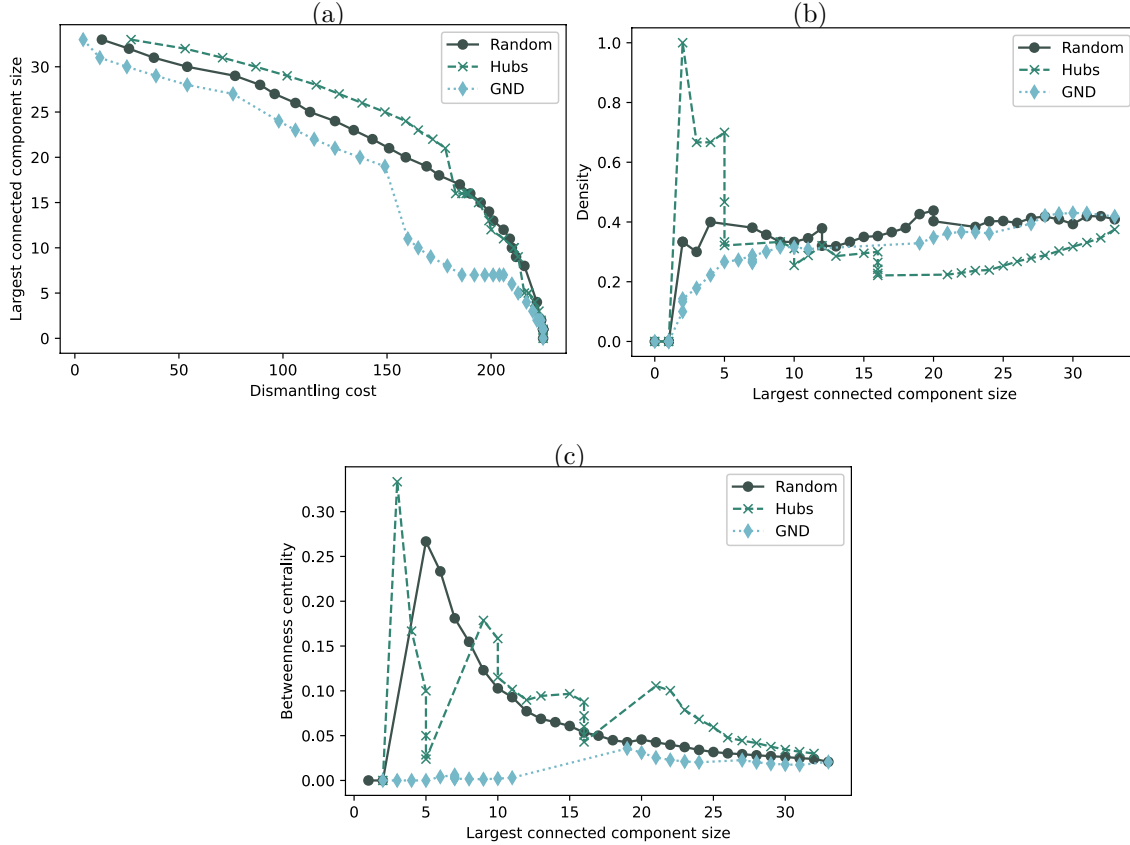 (a)
Largest connected component size
30
25
20
15
10
5
0
0
50
100
150
200
Dismantling cost
Random
Hubs
GND
(b)
Density
1.0
0.8
0.6
0.4
0.2
0.0
0
5
10
15
20
25
30
Largest connected component size
Random
Hubs
GND
(c)
Betweenness centrality
0.30
0.25
0.20
0.15
0.10
0.05
0.00
0
5
10
15
20
25
30
Largest connected component size
Random
Hubs
GND